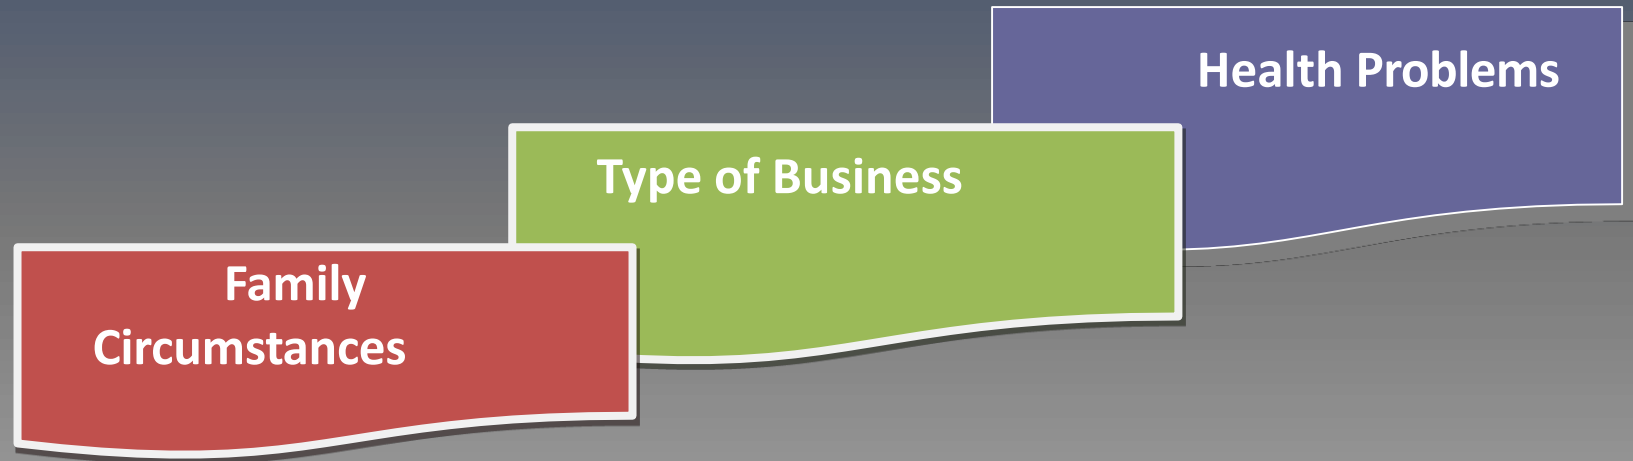 Health Problems
Type of Business
Family
Circumstances